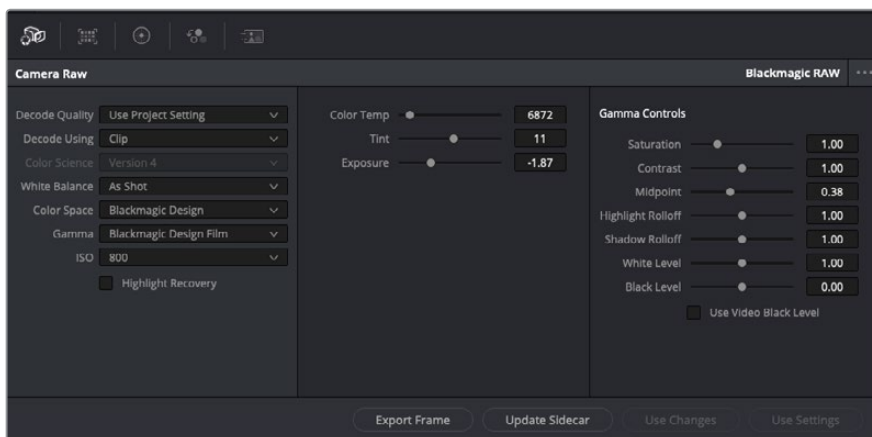 Camera Raw
Blackmagic RAW
Decode Quality Use Project Setting
Decode Using Clip
Color Science Version 4
White Balance As Shot
Color Space Blackmagic Design
Gamma Blackmagic Design Film
ISO 800
Highlight Recovery
Color Temp 6872
Tint 11
Exposure -1.87
Gamma Controls
Saturation 1.00
Contrast 1.00
Midpoint 0.38
Highlight Rolloff 1.00
Shadow Rolloff 1.00
White Level 1.00
Black Level 0.00
Use Video Black Level
Export Frame
Update Sidecar
Use Changes
Use Settings